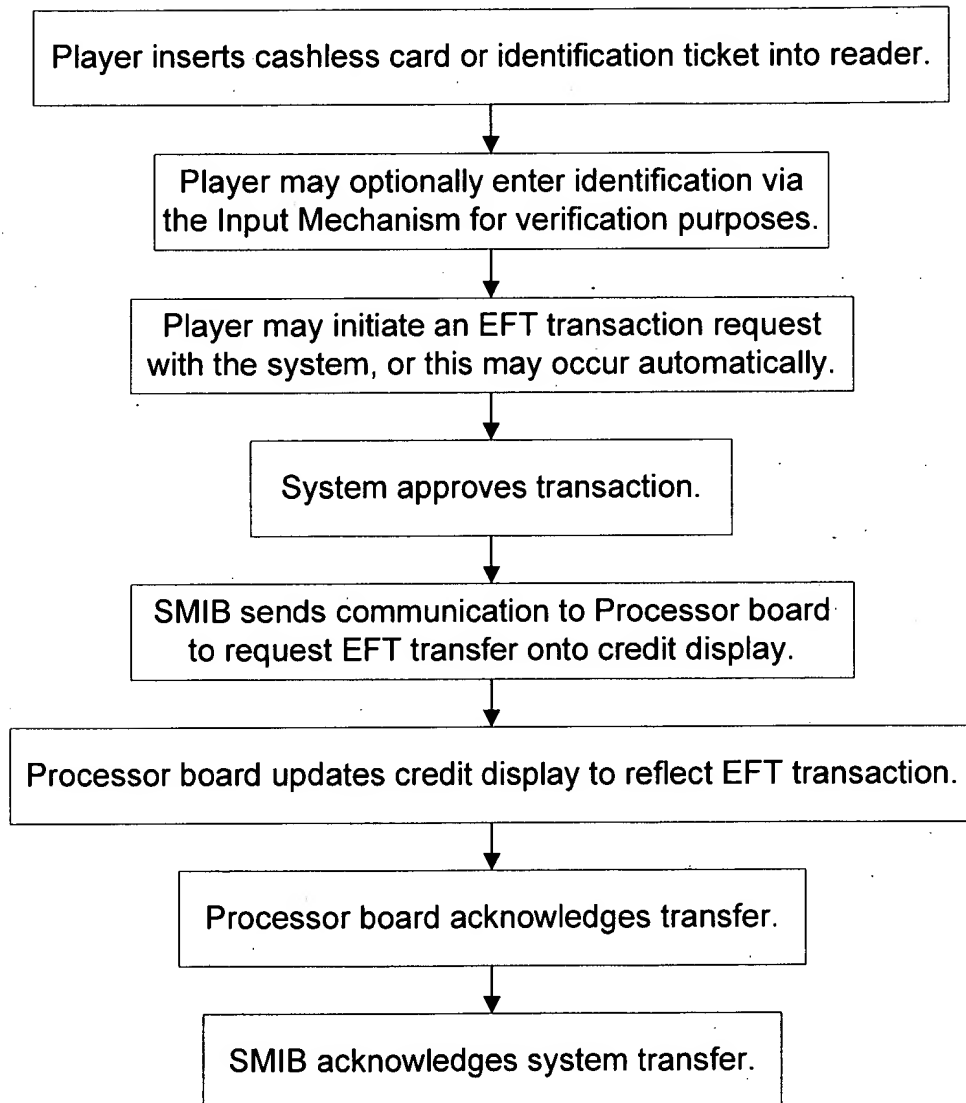 Player inserts cashless card or identification ticket into reader.
Player may optionally enter identification via
the Input Mechanism for verification purposes.
Player may initiate an EFT transaction request
with the system, or this may occur automatically.
System approves transaction.
SMIB sends communication to Processor board
to request EFT transfer onto credit display.
Processor board updates credit display to reflect EFT transaction.
Processor board acknowledges transfer.
SMIB acknowledges system transfer.